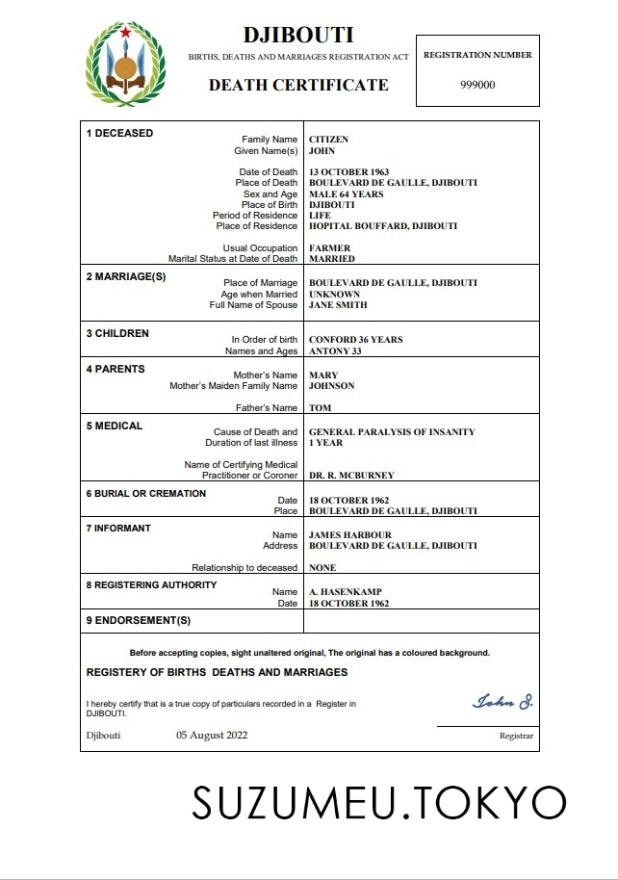 DJIBOUTI
BIRTHS, DEATHS AND MARRIAGES REGISTRATION ACT
DEATH CERTIFICATE
REGISTRATION NUMBER
999000
1 DECEASED
Family Name CITIZEN
Given Name(s) JOHN
Date of Death 13 OCTOBER 1963
Place of Death BOULEVARD DE GAULLE, DJIBOUTI
Sex and Age MALE 64 YEARS
Place of Birth DJIBOUTI
Period of Residence LIFE
Place of Residence HOPITAL BOUFFARD, DJIBOUTI
Usual Occupation FARMER
Marital Status at Date of Death MARRIED
2 MARRIAGE(S)
Place of Marriage BOULEVARD DE GAULLE, DJIBOUTI
Age when Married UNKNOWN
Full Name of Spouse JANE SMITH
3 CHILDREN
In Order of birth CONFORD 36 YEARS
Names and Ages ANTONY 33
4 PARENTS
Mother's Name MARY
Mother's Maiden Family Name JOHNSON
Father's Name TOM
5 MEDICAL
Cause of Death and GENERAL PARALYSIS OF INSANITY
Duration of last illness 1 YEAR
Name of Certifying Medical
Practitioner or Coroner DR. R. MCBURNEY
6 BURIAL OR CREMATION
Date 18 OCTOBER 1962
Place BOULEVARD DE GAULLE, DJIBOUTI
7 INFORMANT
Name JAMES HARBOUR
Address BOULEVARD DE GAULLE, DJIBOUTI
Relationship to deceased NONE
8 REGISTERING AUTHORITY
Name A. HASENKAMP
Date 18 OCTOBER 1962
9 ENDORSEMENT(S)
Before accepting copies, sight unaltered original, The original has a coloured background.
REGISTERY OF BIRTHS DEATHS AND MARRIAGES
I hereby certify that is a true copy of particulars recorded in a Register in
DJIBOUTI.
John S.
Djibouti 05 August 2022 Registrar
SUZUMEU.TOKYO